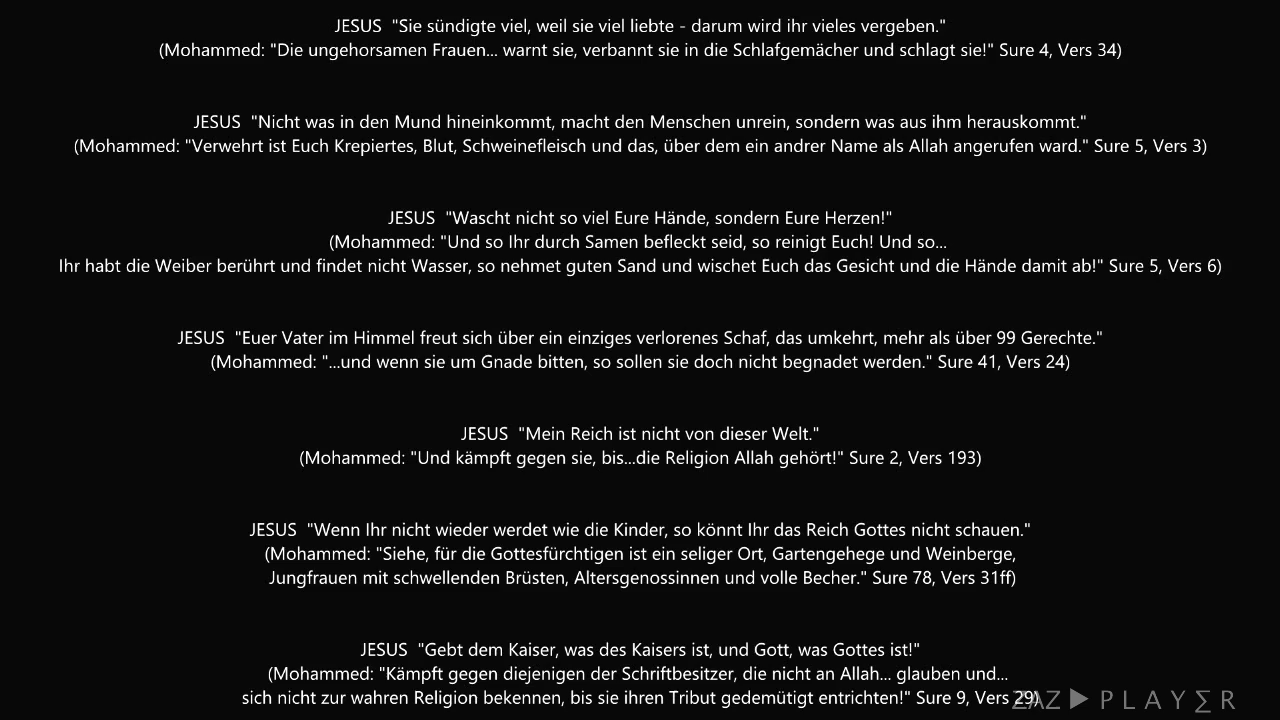 JESUS "Sie sündigte viel, weil sie viel liebte - darum wird ihr vieles vergeben."
(Mohammed: "Die ungehorsamen Frauen... warnt sie, verbannt sie in die Schlafgemächer und schlagt sie!" Sure 4, Vers 34)
JESUS "Nicht was in den Mund hineinkommt, macht den Menschen unrein, sondern was aus ihm herauskommt."
(Mohammed: "Verwehrt ist Euch Krepiertes, Blut, Schweinefleisch und das, über dem ein andrer Name als Allah angerufen ward." Sure 5, Vers 3)
JESUS "Wascht nicht so viel Eure Hände, sondern Eure Herzen!"
(Mohammed: "Und so Ihr durch Samen befleckt seid, so reinigt Euch! Und so...
Ihr habt die Weiber berührt und findet nicht Wasser, so nehmet guten Sand und wischet Euch das Gesicht und die Hände damit ab!" Sure 5, Vers 6)
JESUS "Euer Vater im Himmel freut sich über ein einziges verlorenes Schaf, das umkehrt, mehr als über 99 Gerechte."
(Mohammed: "...und wenn sie um Gnade bitten, so sollen sie doch nicht begnadet werden." Sure 41, Vers 24)
JESUS "Mein Reich ist nicht von dieser Welt."
(Mohammed: "Und kämpft gegen sie, bis...die Religion Allah gehört!" Sure 2, Vers 193)
JESUS "Wenn Ihr nicht wieder werdet wie die Kinder, so könnt Ihr das Reich Gottes nicht schauen."
(Mohammed: "Siehe, für die Gottesfürchtigen ist ein seliger Ort, Gartengehege und Weinberge,
Jungfrauen mit schwellenden Brüsten, Altersgenossinnen und volle Becher." Sure 78, Vers 31ff)
JESUS "Gebt dem Kaiser, was des Kaisers ist, und Gott, was Gottes ist!"
(Mohammed: "Kämpft gegen diejenigen der Schriftbesitzer, die nicht an Allah... glauben und...
sich nicht zur wahren Religion bekennen, bis sie ihren Tribut gedemütigt entrichten!" Sure 9, Vers 29)
ZAZ PLAYΣR